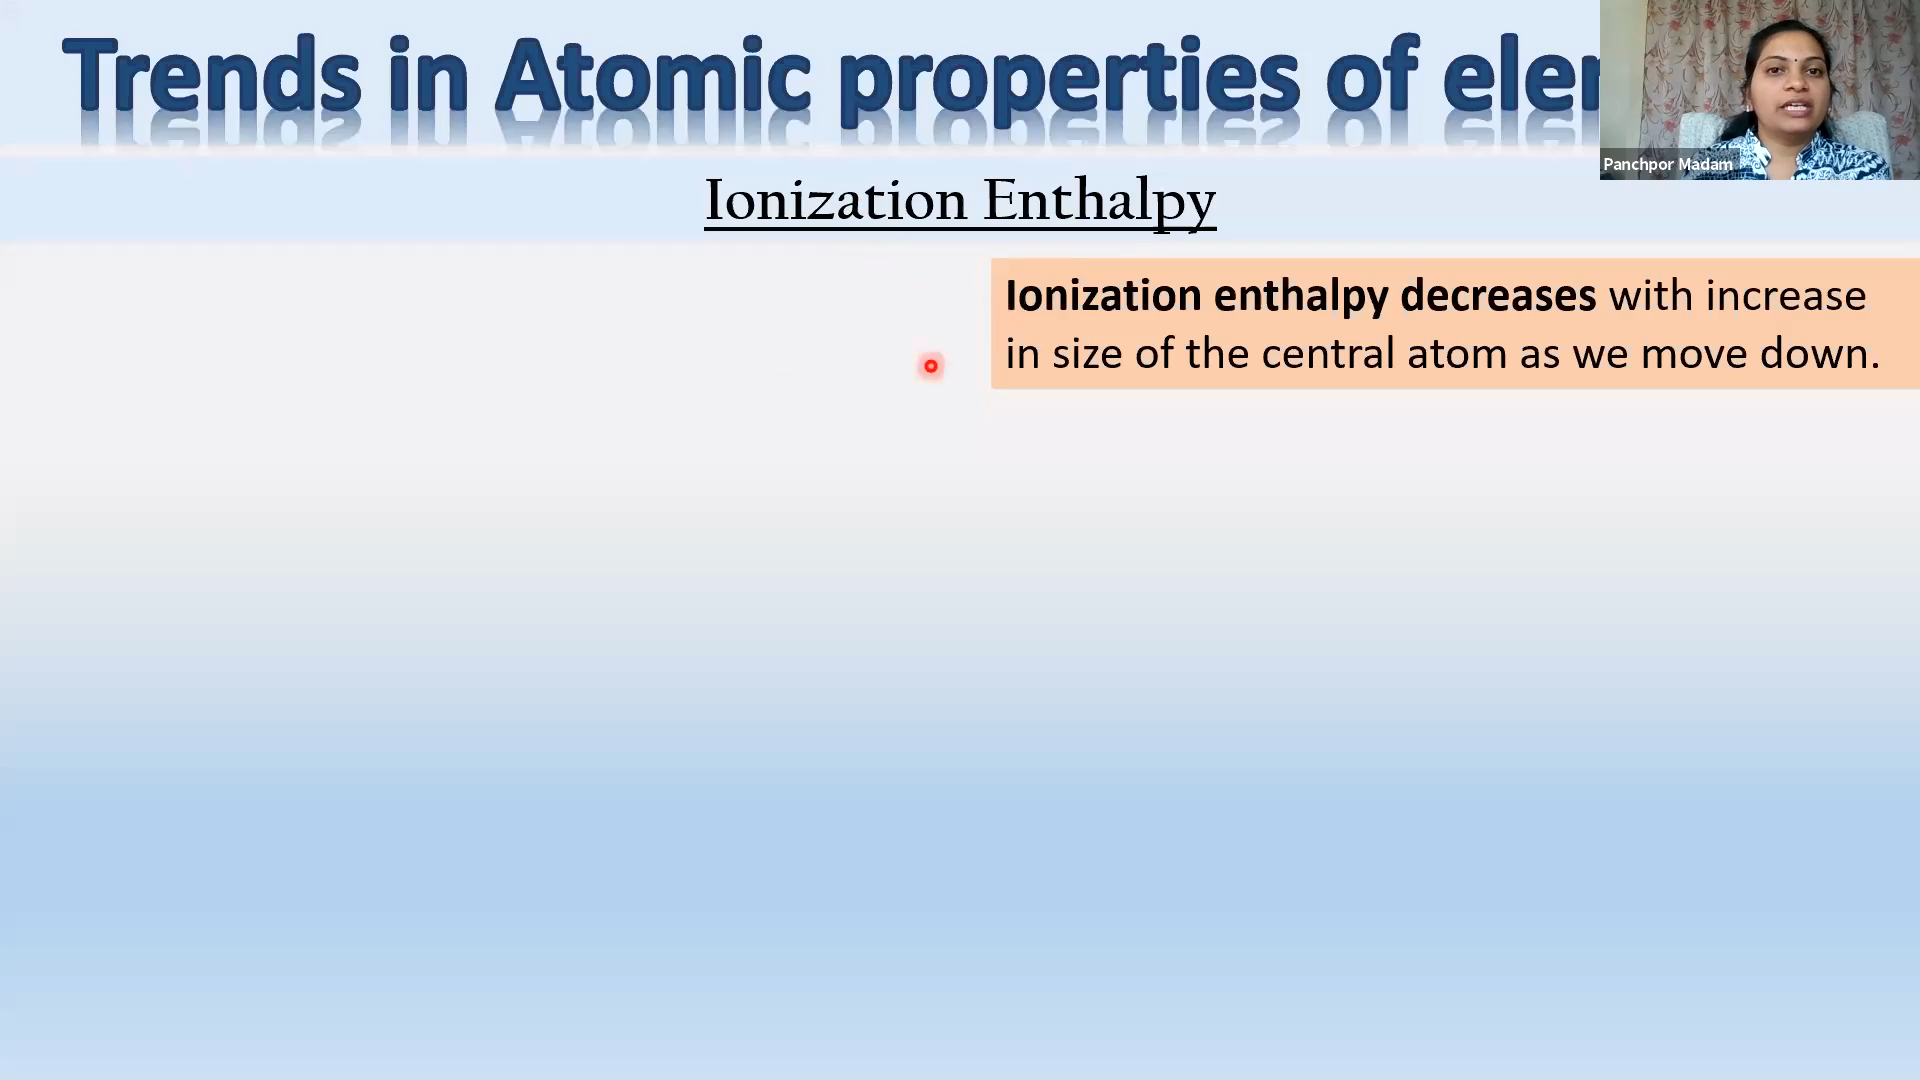 Trends in Atomic properties of
Panchpor Madam
Ionization Enthalpy
Ionization enthalpy decreases with increase
in size of the central atom as we move down.